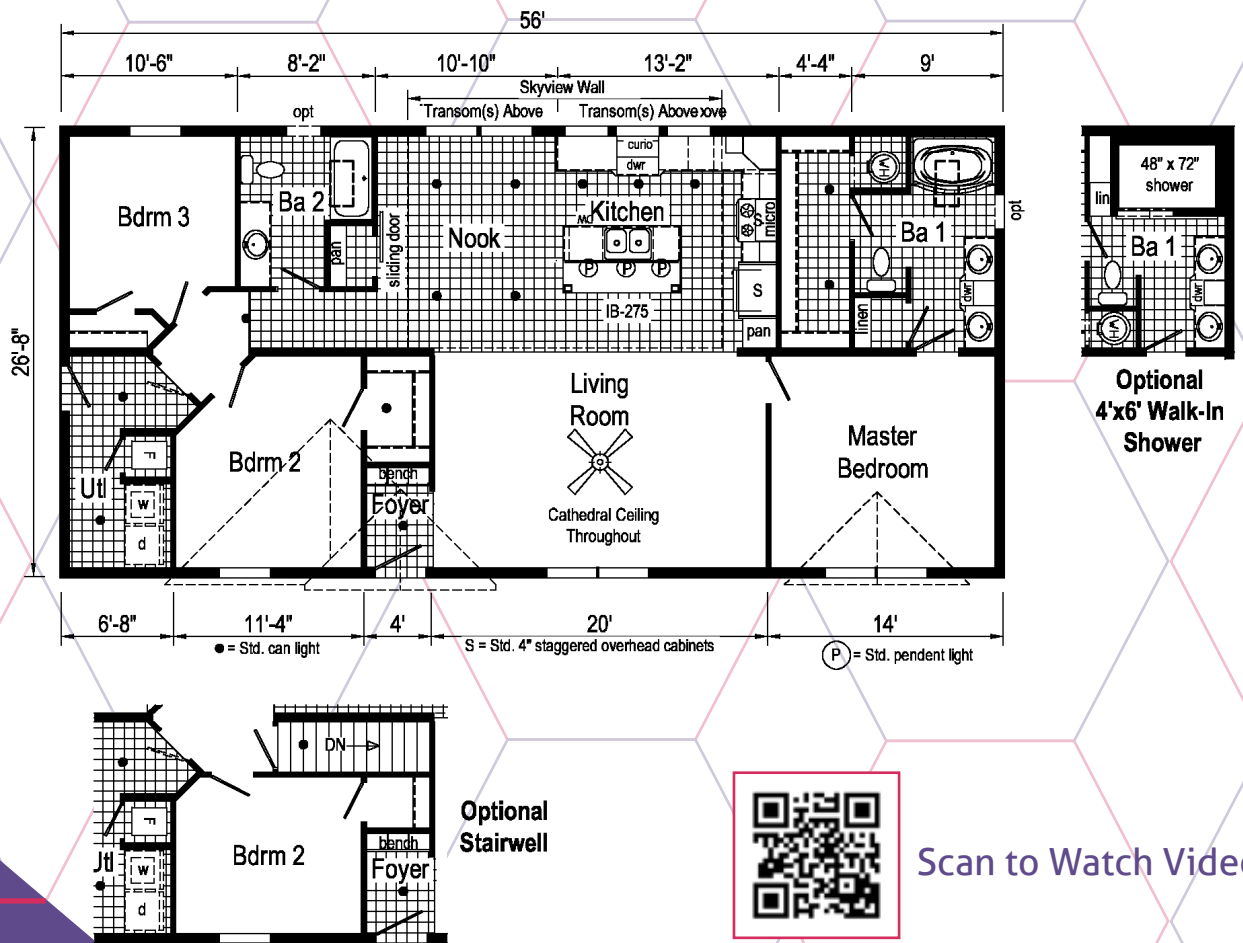 56'
10'-6" 8'-2" 10'-10" 13'-2" 4'-4" 9'
Skyview Wall
opt Transom(s) Above Transom(s) Above ove
curio
dwr
WH
Bdrm 3
Ba 2
Nook
Kitchen
S
micro
Ba 1
opt
pan
sliding door
P P P
IB-275
S
pan
linen
dwr
26'-8"
Living
Room
Master
Bedroom
Bdrm 2
Utl
F
W
d
bench
Foyer
Cathedral Ceiling
Throughout
6'-8" 11'-4" 4' 20' 14'
= Std. can light
S = Std. 4" staggered overhead cabinets
P = Std. pendent light
48" x 72"
shower
lin
Ba 1
dwr
WH
Optional
4'x6' Walk-In
Shower
DN
F
Bdrm 2
Jtl
W
d
bench
Foyer
Optional
Stairwell
Scan to Watch Vide